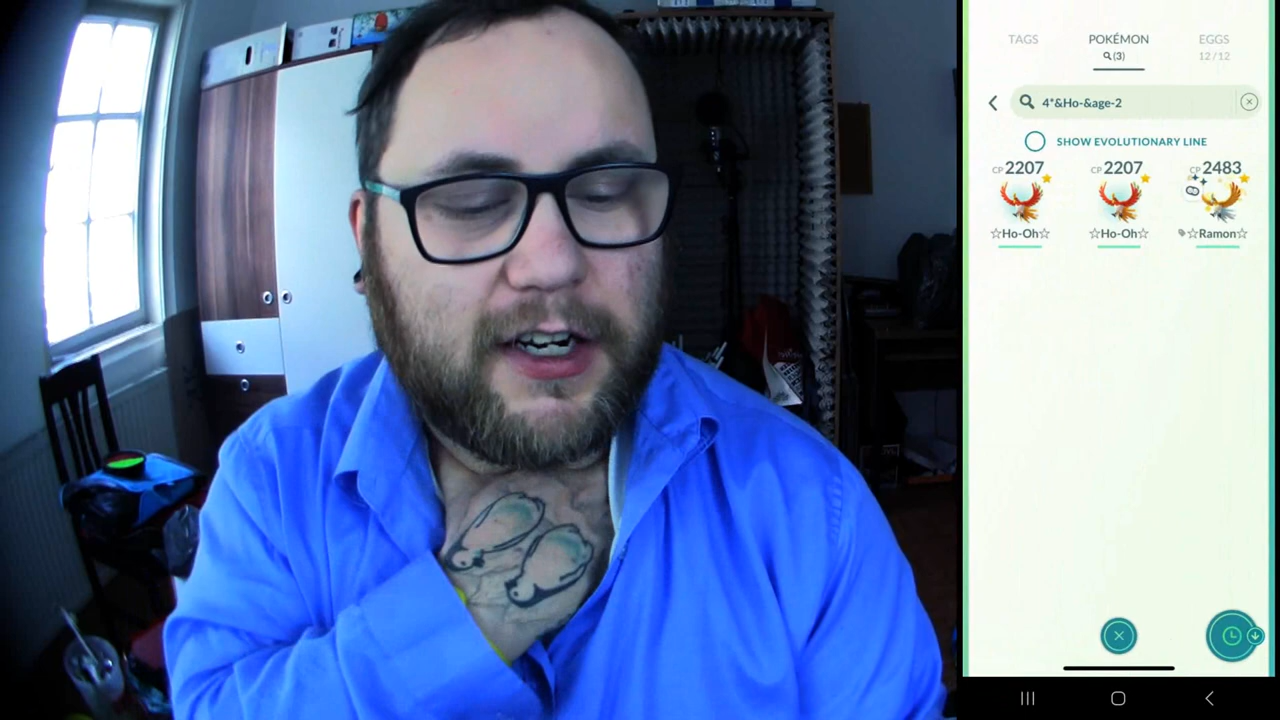 TAGS
POKÉMON
(3)
EGGS
12/12
4*&Ho-&age-2
SHOW EVOLUTIONARY LINE
CP 2207
CP 2207
CP 2483
☆Ho-Oh☆
☆Ho-Oh☆
☆Ramon☆